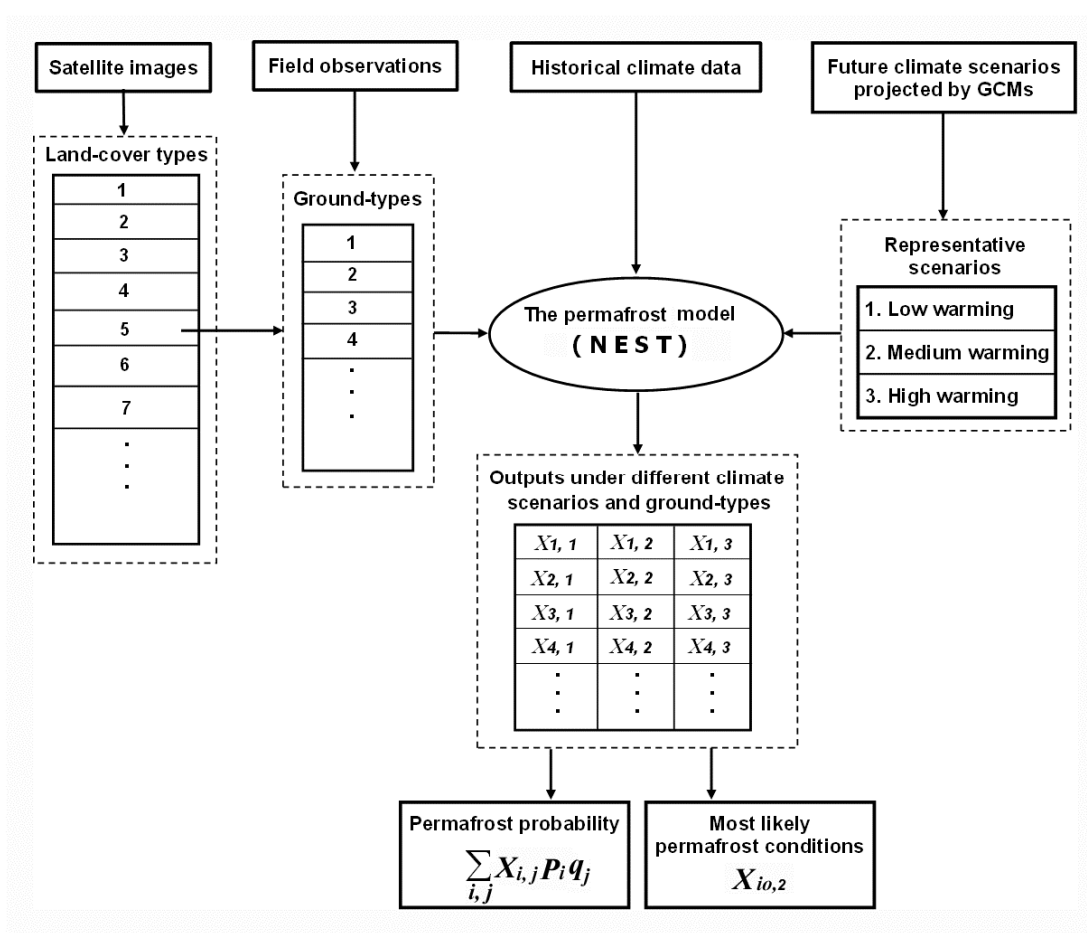 Satellite images
Field observations
Historical climate data
Future climate scenarios
projected by GCMs
Land-cover types
1
2
3
4
5
6
7
Ground-types
1
2
3
4
The permafrost model
( N E S T )
Representative
scenarios
1. Low warming
2. Medium warming
3. High warming
Outputs under different climate
scenarios and ground-types
X1, 1 X1, 2 X1, 3
X2, 1 X2, 2 X2, 3
X3, 1 X3, 2 X3, 3
X4, 1 X4, 2 X4, 3
Permafrost probability
∑ Xi, j Pi qj
i, j
Most likely
permafrost conditions
Xio,2